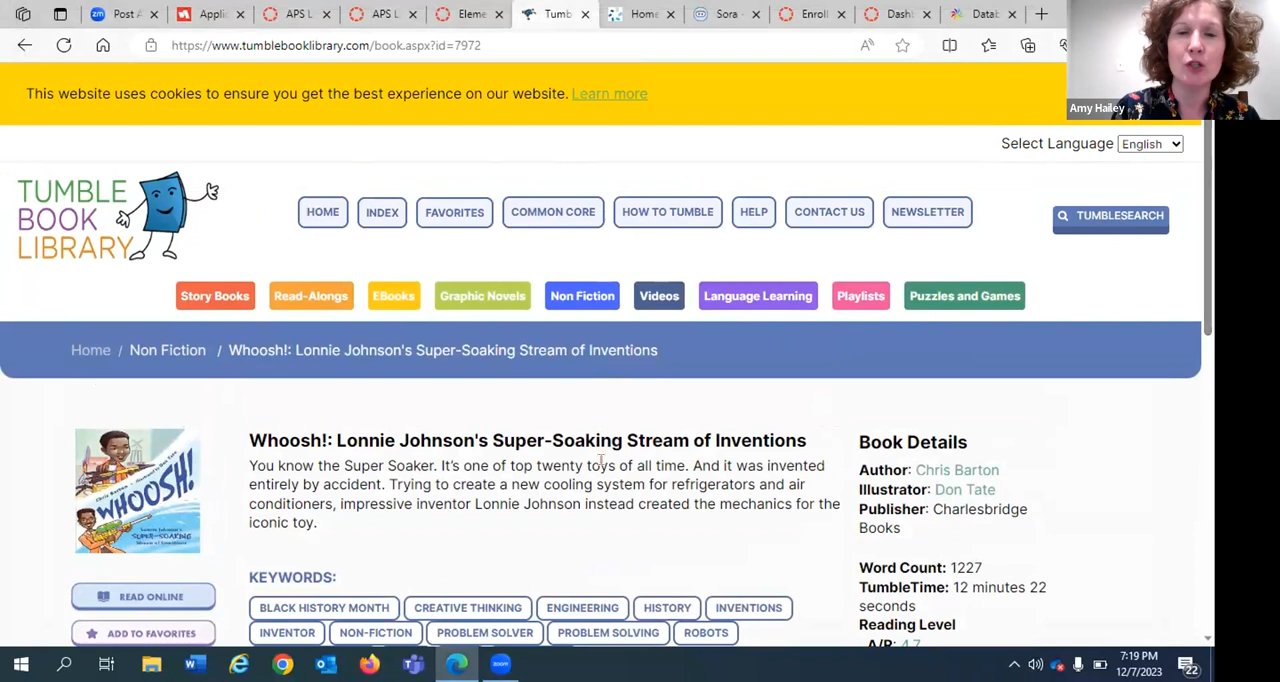 Post A
Applic
APS L
APS L
Eleme
Tumb
Home
Sora -
Enroll
Dashb
Datab
https://www.tumblebooklibrary.com/book.aspx?id=7972
Amy Hailey
This website uses cookies to ensure you get the best experience on our website. Learn more
Select Language English
TUMBLE
BOOK
LIBRARY
HOME INDEX FAVORITES COMMON CORE HOW TO TUMBLE HELP CONTACT US NEWSLETTER
TUMBLESEARCH
Story Books Read-Alongs EBooks Graphic Novels Non Fiction Videos Language Learning Playlists Puzzles and Games
Home / Non Fiction / Whoosh!: Lonnie Johnson's Super-Soaking Stream of Inventions
WHOOSH!
READ ONLINE
ADD TO FAVORITES
Whoosh!: Lonnie Johnson's Super-Soaking Stream of Inventions
You know the Super Soaker. It's one of top twenty toys of all time. And it was invented
entirely by accident. Trying to create a new cooling system for refrigerators and air
conditioners, impressive inventor Lonnie Johnson instead created the mechanics for the
iconic toy.
KEYWORDS:
BLACK HISTORY MONTH CREATIVE THINKING ENGINEERING HISTORY INVENTIONS
INVENTOR NON-FICTION PROBLEM SOLVER PROBLEM SOLVING ROBOTS
Book Details
Author: Chris Barton
Illustrator: Don Tate
Publisher: Charlesbridge
Books
Word Count: 1227
TumbleTime: 12 minutes 22
seconds
Reading Level
A/R: 4.7
7:19 PM
12/7/2023
22